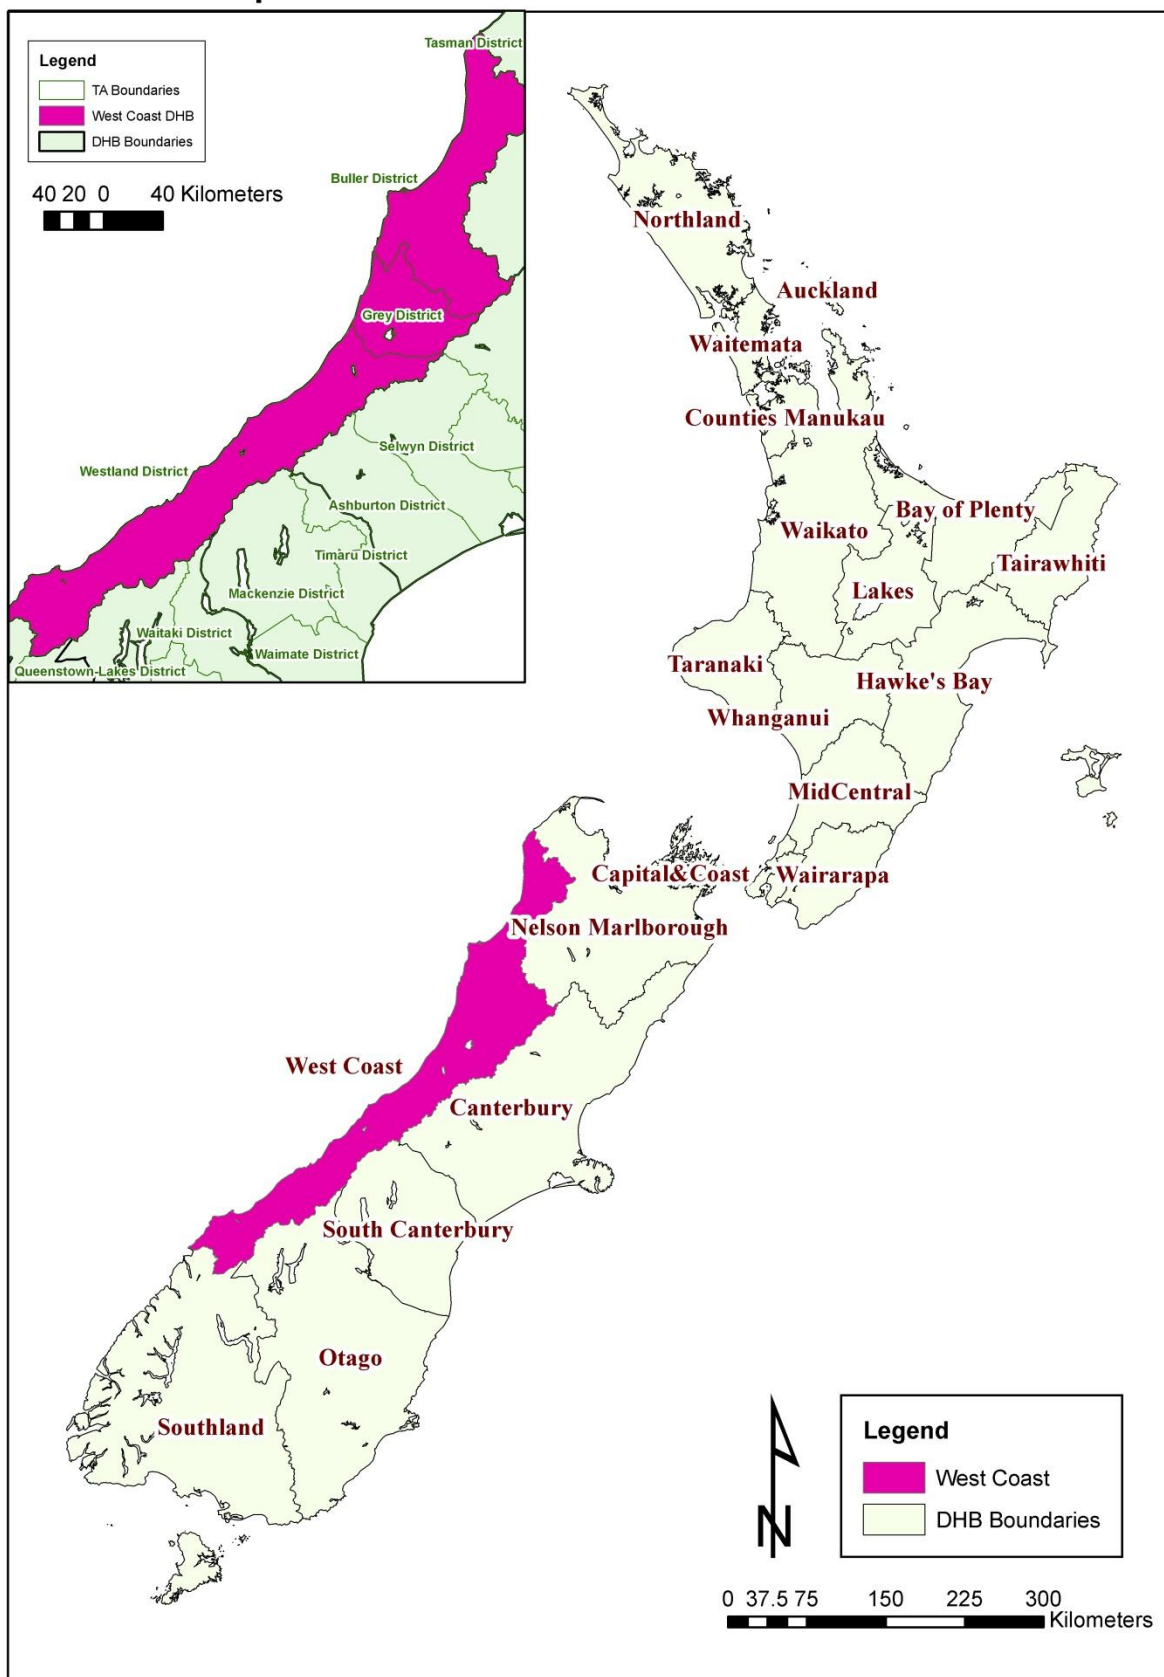 Tasman District
Legend
TA Boundaries
West Coast DHB
DHB Boundaries
Buller District
40 20 0 40 Kilometers
Grey District
Selwyn District
Westland District
Ashburton District
Timaru District
Mackenzie District
Waitaki District
Waimate District
Queenstown-Lakes District
Northland
Auckland
Waitemata
Counties Manukau
Bay of Plenty
Waikato
Tairawhiti
Lakes
Taranaki
Hawke's Bay
Whanganui
MidCentral
Capital&Coast
Wairarapa
Nelson Marlborough
West Coast
Canterbury
South Canterbury
Otago
Southland
N
Legend
West Coast
DHB Boundaries
0 37.5 75 150 225 300
Kilometers